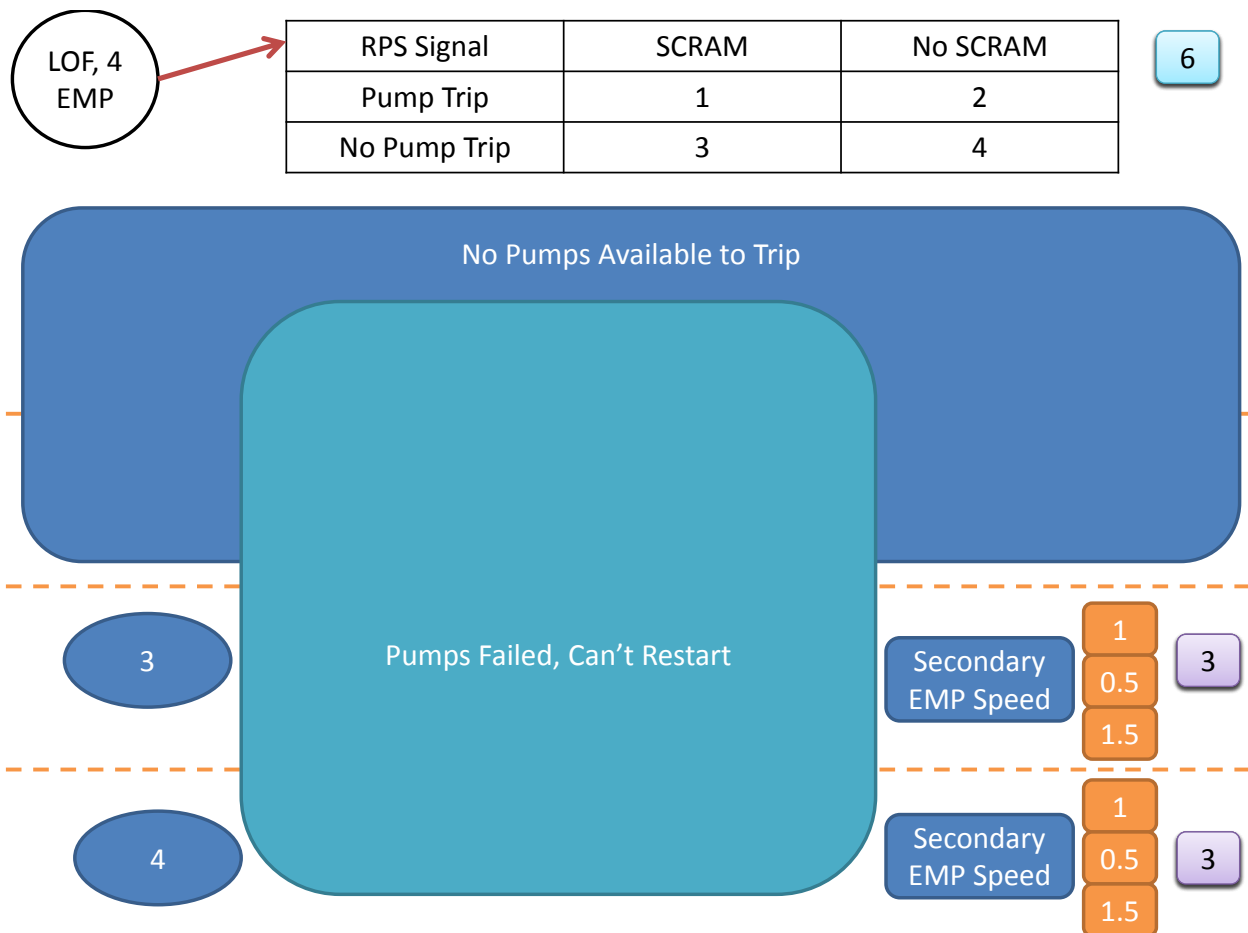 LOF, 4
EMP
RPS Signal SCRAM No SCRAM
Pump Trip 1 2
No Pump Trip 3 4
6
No Pumps Available to Trip
Pumps Failed, Can't Restart
3
Secondary
EMP Speed
1
0.5
1.5
3
4
Secondary
EMP Speed
1
0.5
1.5
3